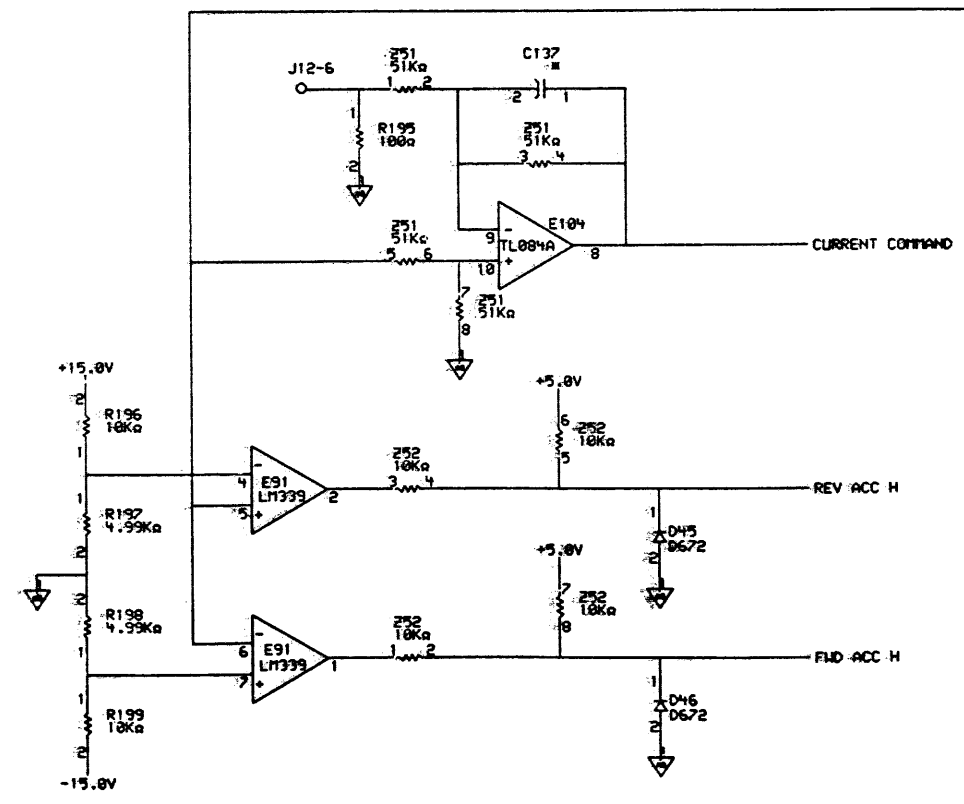 Z51
51KΩ
C137
*
J12-6
1
2
2
1
1
R195
100Ω
2
Z51
51KΩ
3
4
Z51
51KΩ
5
6
9
10
TL084A
E104
8
CURRENT COMMAND
7
Z51
51KΩ
8
+15.0V
2
R196
10KΩ
1
+5.0V
6
Z52
10KΩ
5
Z52
10KΩ
3
4
4
E91
LM339
2
5
REV ACC H
1
R197
4.99KΩ
2
1
D45
D672
2
+5.0V
2
R198
4.99KΩ
1
7
Z52
10KΩ
8
Z52
10KΩ
1
2
6
E91
LM339
1
7
FWD ACC H
1
R199
10KΩ
2
1
D46
D672
2
-15.0V